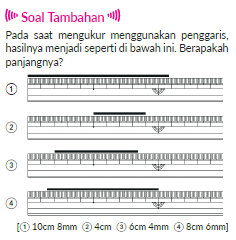 Soal Tambahan
Pada saat mengukur menggunakan penggaris,
hasilnya menjadi seperti di bawah ini. Berapakah
panjangnya?
①
②
③
④
[① 10cm 8mm ② 4cm ③ 6cm 4mm ④ 8cm 6mm]